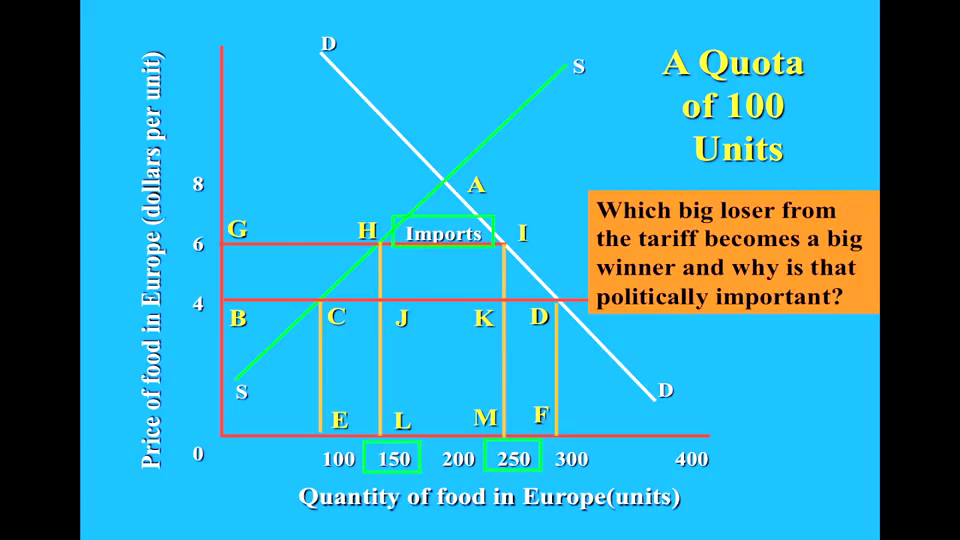 A Quota
of 100
Units
Which big loser from
the tariff becomes a big
winner and why is that
politically important?
Price of food in Europe (dollars per unit)
D
S
8
A
G
H
Imports
I
6
4
B
C
J
K
D
S
D
E
L
M
F
0
100
150
200
250
300
400
Quantity of food in Europe(units)